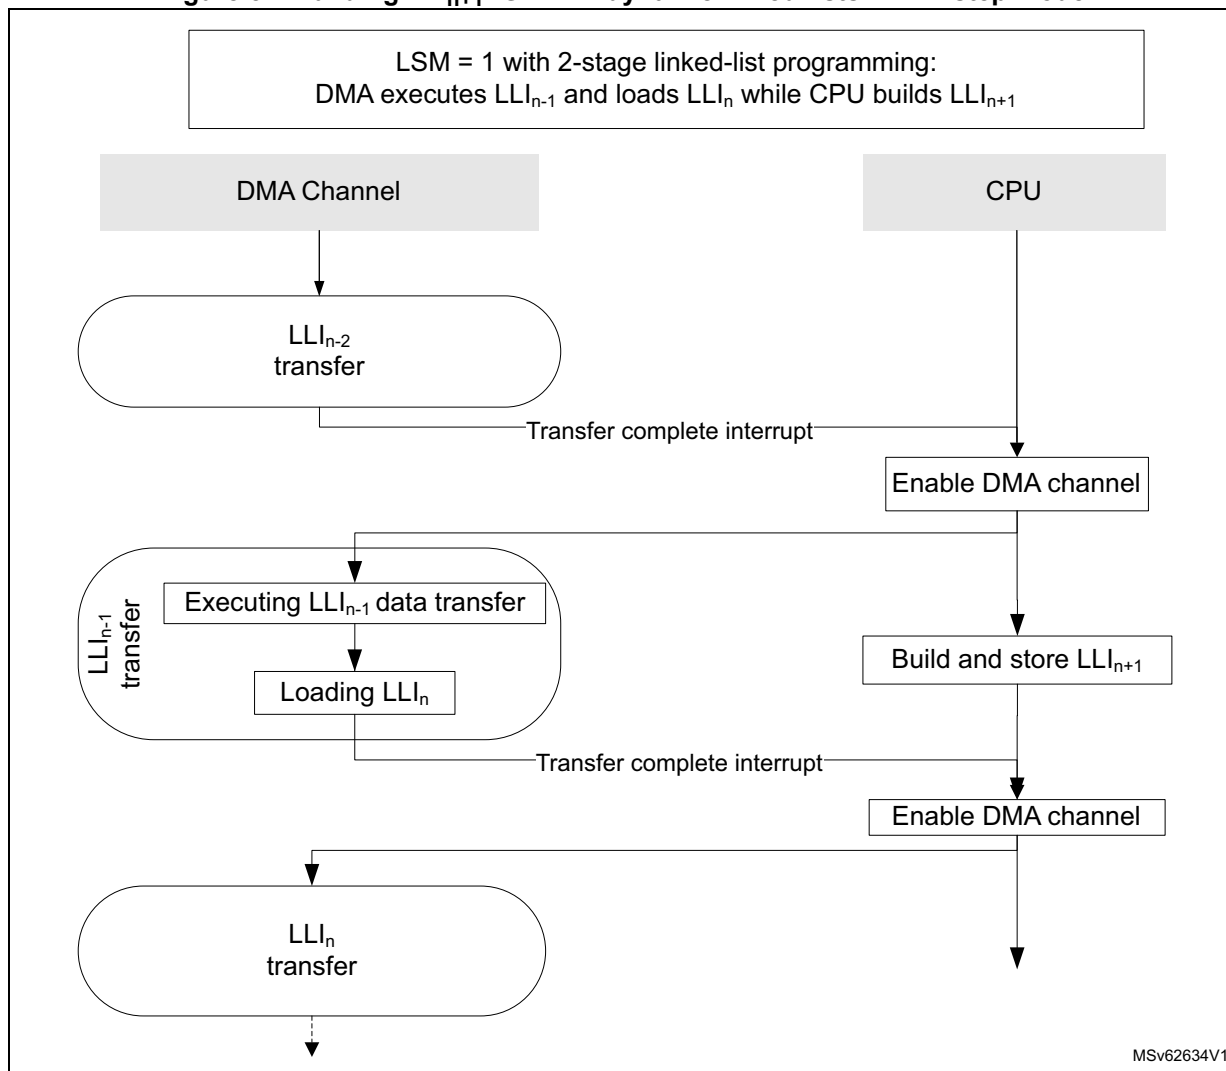 LSM = 1 with 2-stage linked-list programming:
DMA executes LLIn-1 and loads LLIn while CPU builds LLIn+1
DMA Channel
CPU
LLIn-2
transfer
Transfer complete interrupt
Enable DMA channel
LLIn-1
transfer
Executing LLIn-1 data transfer
Loading LLIn
Build and store LLIn+1
Transfer complete interrupt
Enable DMA channel
LLIn
transfer
MSv62634V1